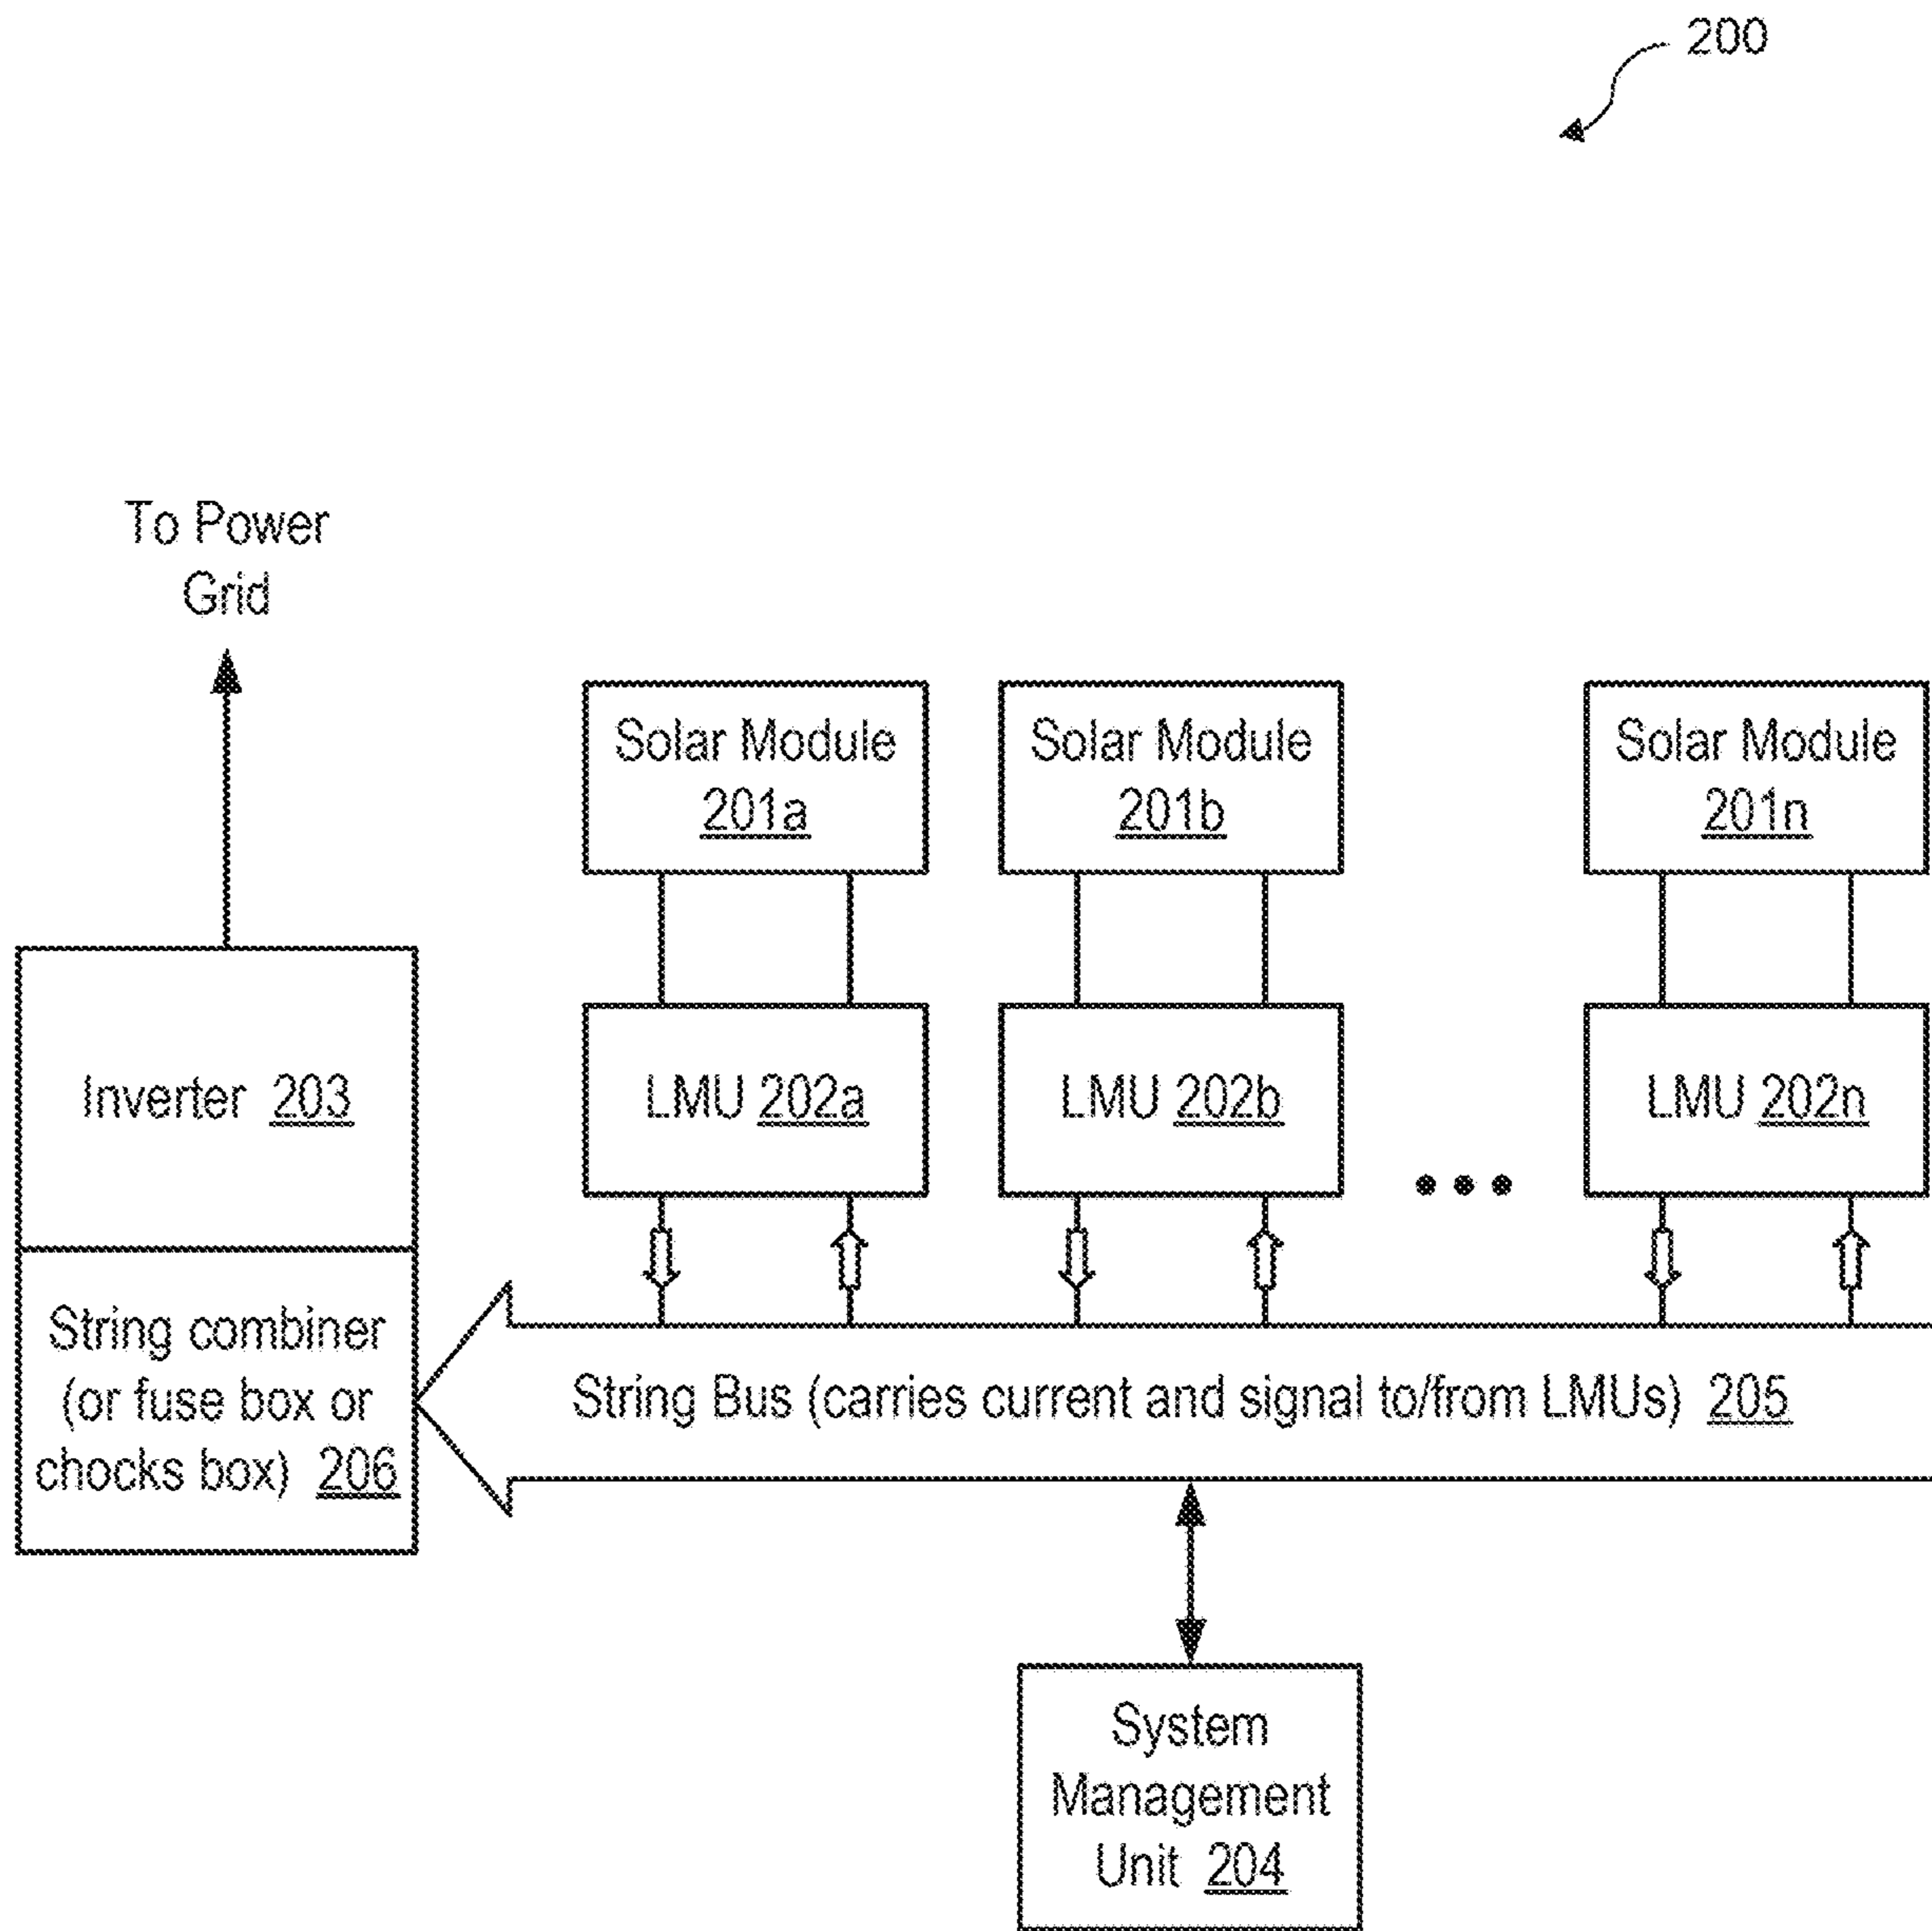 200
To Power
Grid
Solar Module
201a
Solar Module
201b
Solar Module
201n
Inverter 203
LMU 202a
LMU 202b
LMU 202n
String combiner
(or fuse box or
chocks box) 206
String Bus (carries current and signal to/from LMUs) 205
System
Management
Unit 204